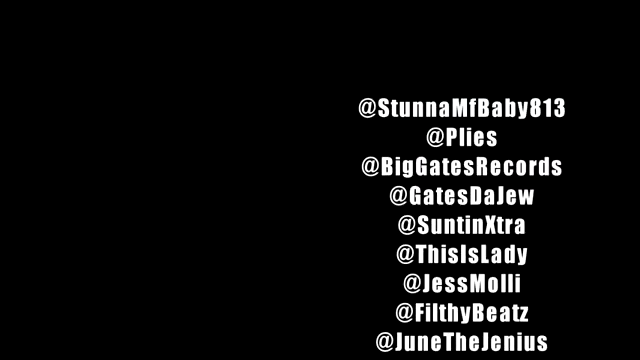 @StunnaMfBaby813
@Plies
@BigGatesRecords
@GatesDaJew
@SuntinXtra
@ThisIsLady
@JessMolli
@FilthyBeatz
@JuneTheJenius